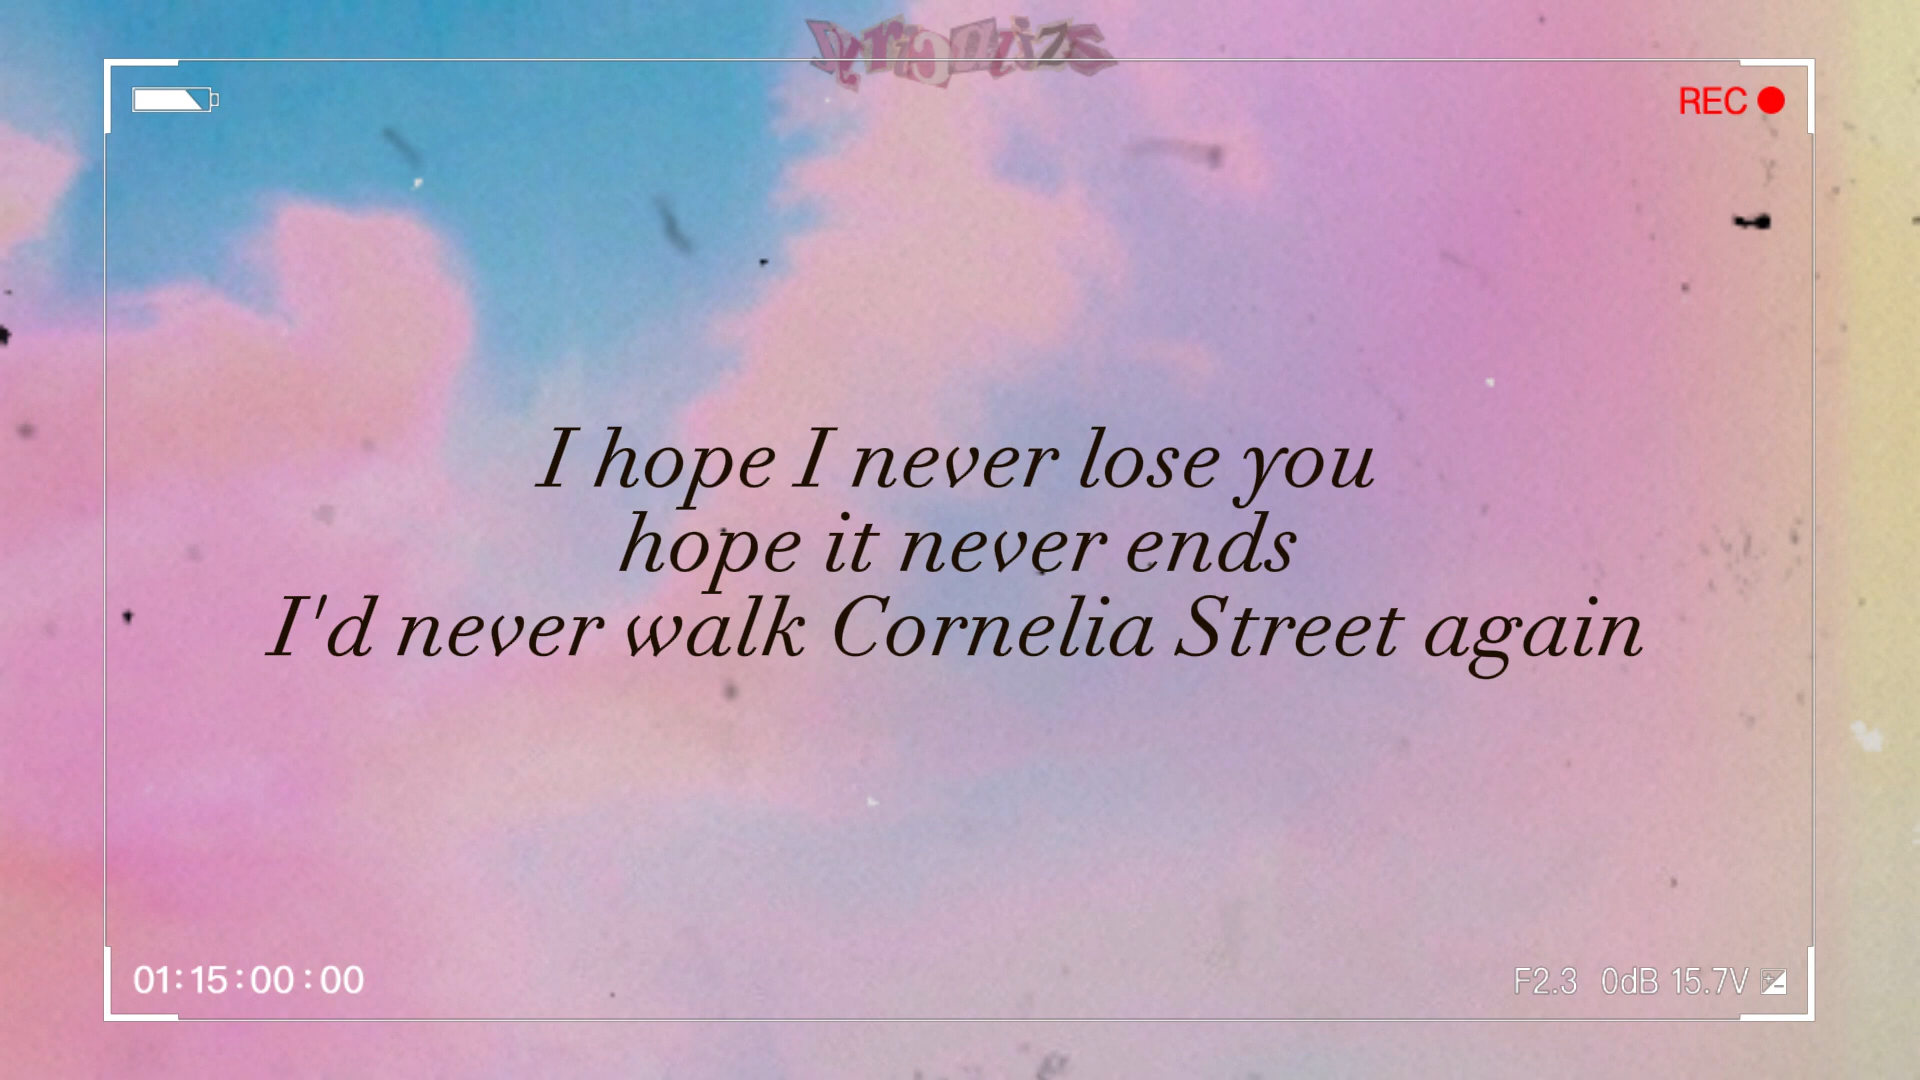 REC
I hope I never lose you
hope it never ends
I'd never walk Cornelia Street again
01:15:00:00
F2.3 0dB 15.7V